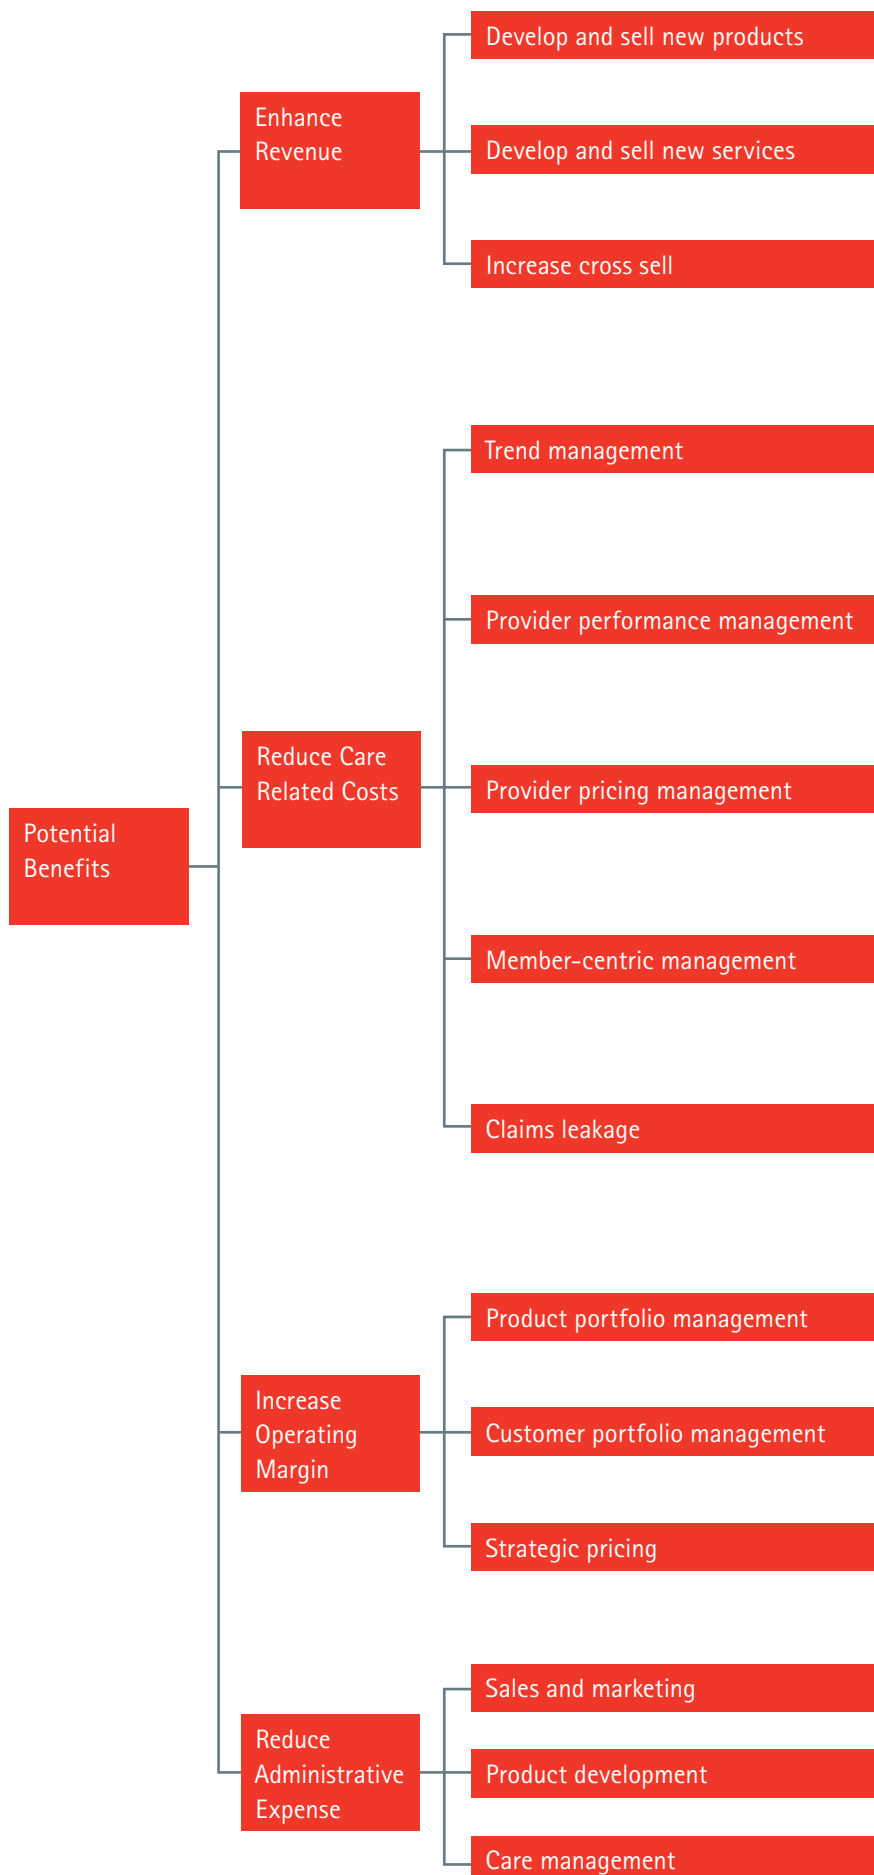 Develop and sell new products
Enhance
Revenue
Develop and sell new services
Increase cross sell
Trend management
Provider performance management
Reduce Care
Related Costs
Provider pricing management
Potential
Benefits
Member-centric management
Claims leakage
Product portfolio management
Increase
Operating
Margin
Customer portfolio management
Strategic pricing
Sales and marketing
Reduce
Administrative
Expense
Product development
Care management